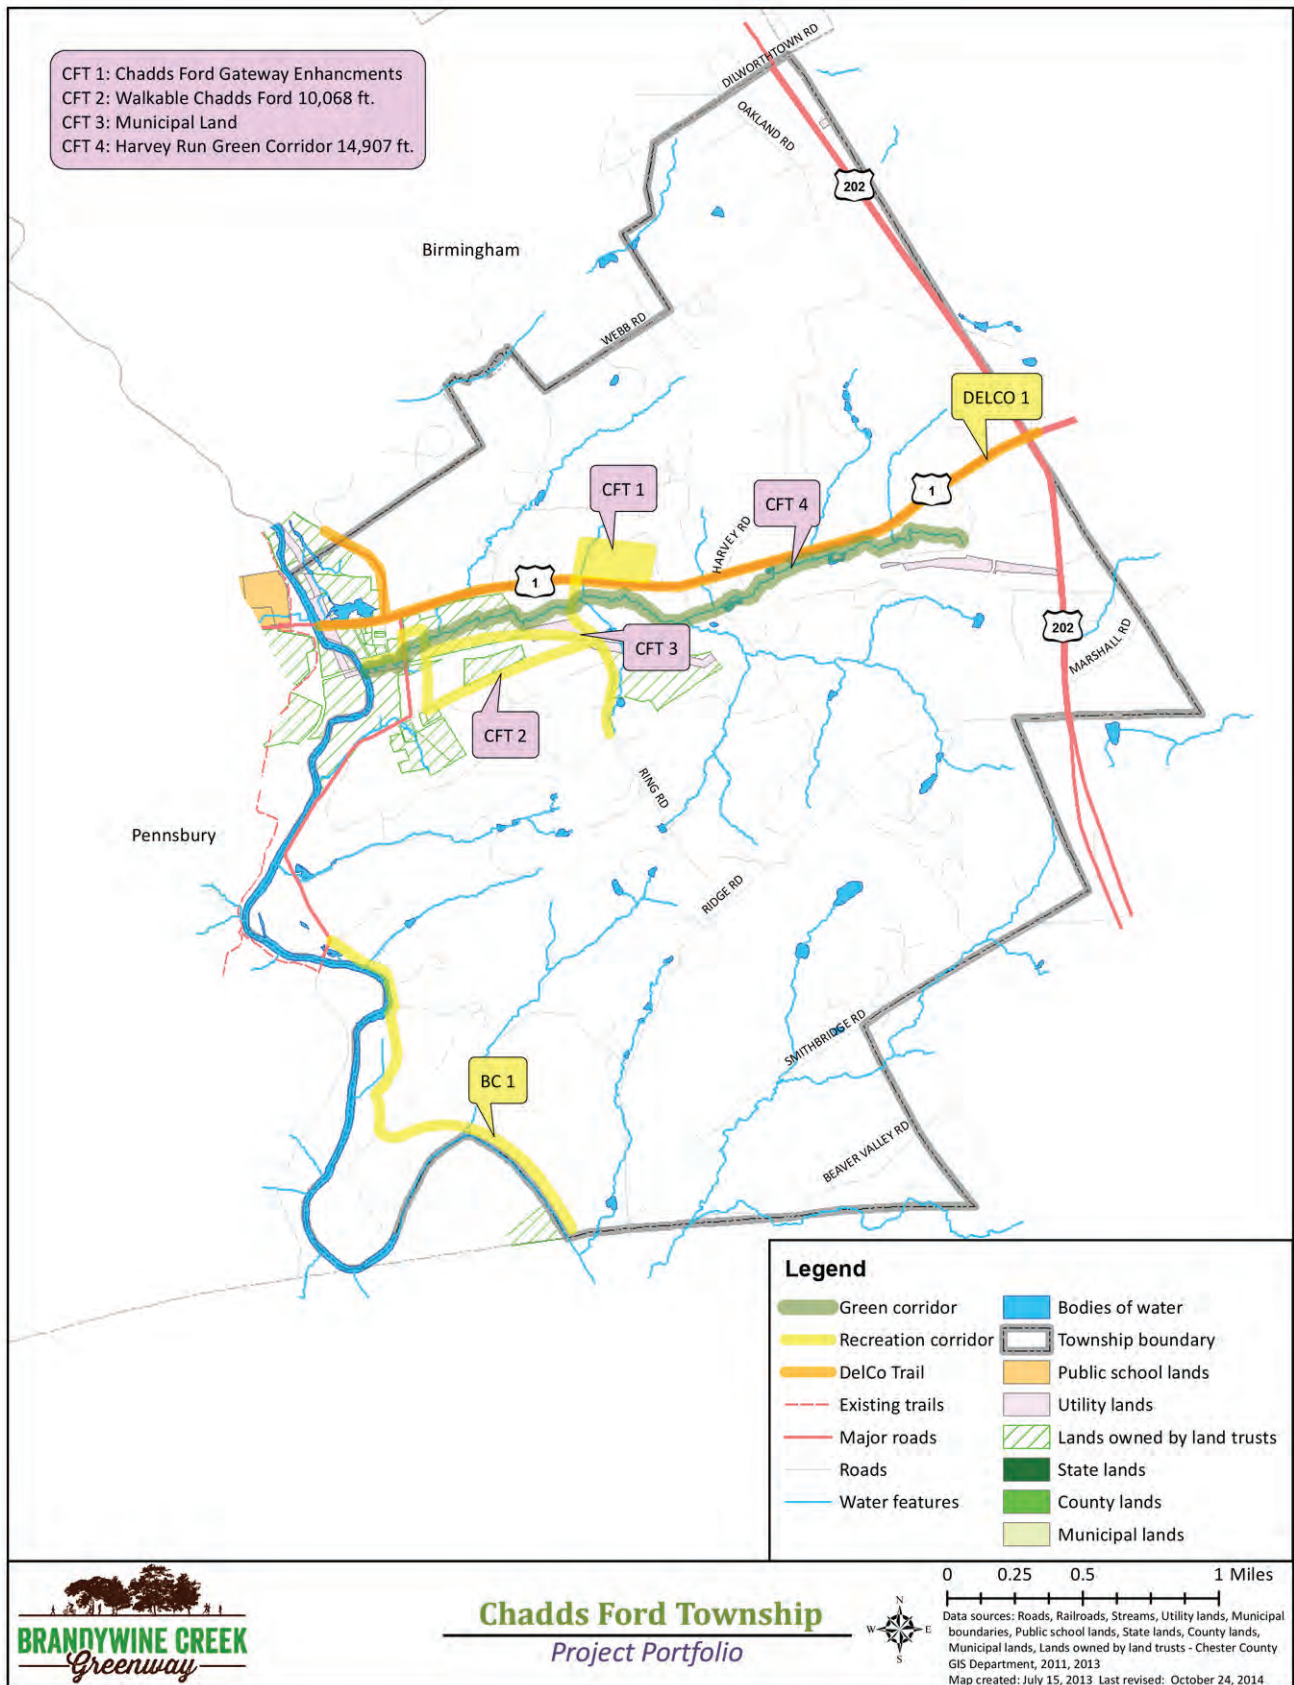 CFT 1: Chadds Ford Gateway Enhancments
CFT 2: Walkable Chadds Ford 10,068 ft.
CFT 3: Municipal Land
CFT 4: Harvey Run Green Corridor 14,907 ft.
DILWORTHTOWN RD
OAKLAND RD
202
Birmingham
WEBB RD
DELCO 1
CFT 1
CFT 4
1
HARVEY RD
1
202
CFT 3
MARSHALL RD
CFT 2
RING RD
Pennsbury
RIDGE RD
SMITHBRIDGE RD
BC 1
BEAVER VALLEY RD
Legend
Green corridor
Recreation corridor
DelCo Trail
Existing trails
Major roads
Roads
Water features
Bodies of water
Township boundary
Public school lands
Utility lands
Lands owned by land trusts
State lands
County lands
Municipal lands
BRANDYWINE CREEK
Greenway
Chadds Ford Township
Project Portfolio
N
W E
S
0 0.25 0.5 1 Miles
Data sources: Roads, Railroads, Streams, Utility lands, Municipal
boundaries, Public school lands, State lands, County lands,
Municipal lands, Lands owned by land trusts - Chester County
GIS Department, 2011, 2013
Map created: July 15, 2013 Last revised: October 24, 2014